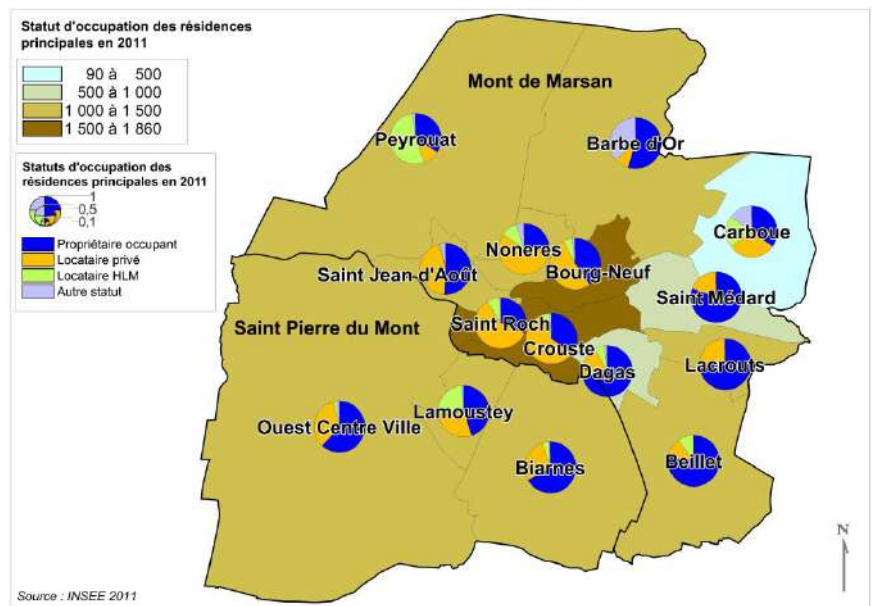 Statut d'occupation des résidences
principales en 2011
90 à 500
500 à 1 000
1 000 à 1 500
1 500 à 1 860
Statuts d'occupation des
résidences principales en 2011
1
0,5
0,1
Propriétaire occupant
Locataire privé
Locataire HLM
Autre statut
Mont de Marsan
Peyrouat
Barbe d'Or
Carboue
Noneres
Bourg-Neuf
Saint Jean d'Août
Saint Médard
Saint Pierre du Mont
Saint Roch
Crouste
Dagas
Lacrouts
Lamoustey
Ouest Centre Ville
Biarnes
Beillet
N
Source : INSEE 2011